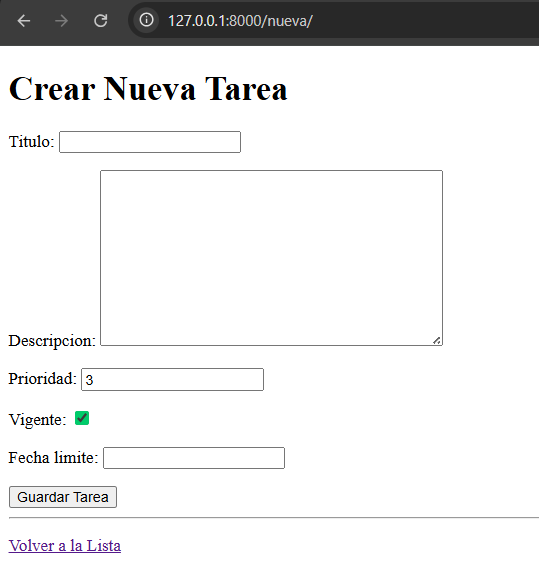 127.0.0.1:8000/nueva/
Crear Nueva Tarea
Titulo:
Descripcion:
Prioridad: 3
Vigente:
Fecha limite:
Guardar Tarea
Volver a la Lista